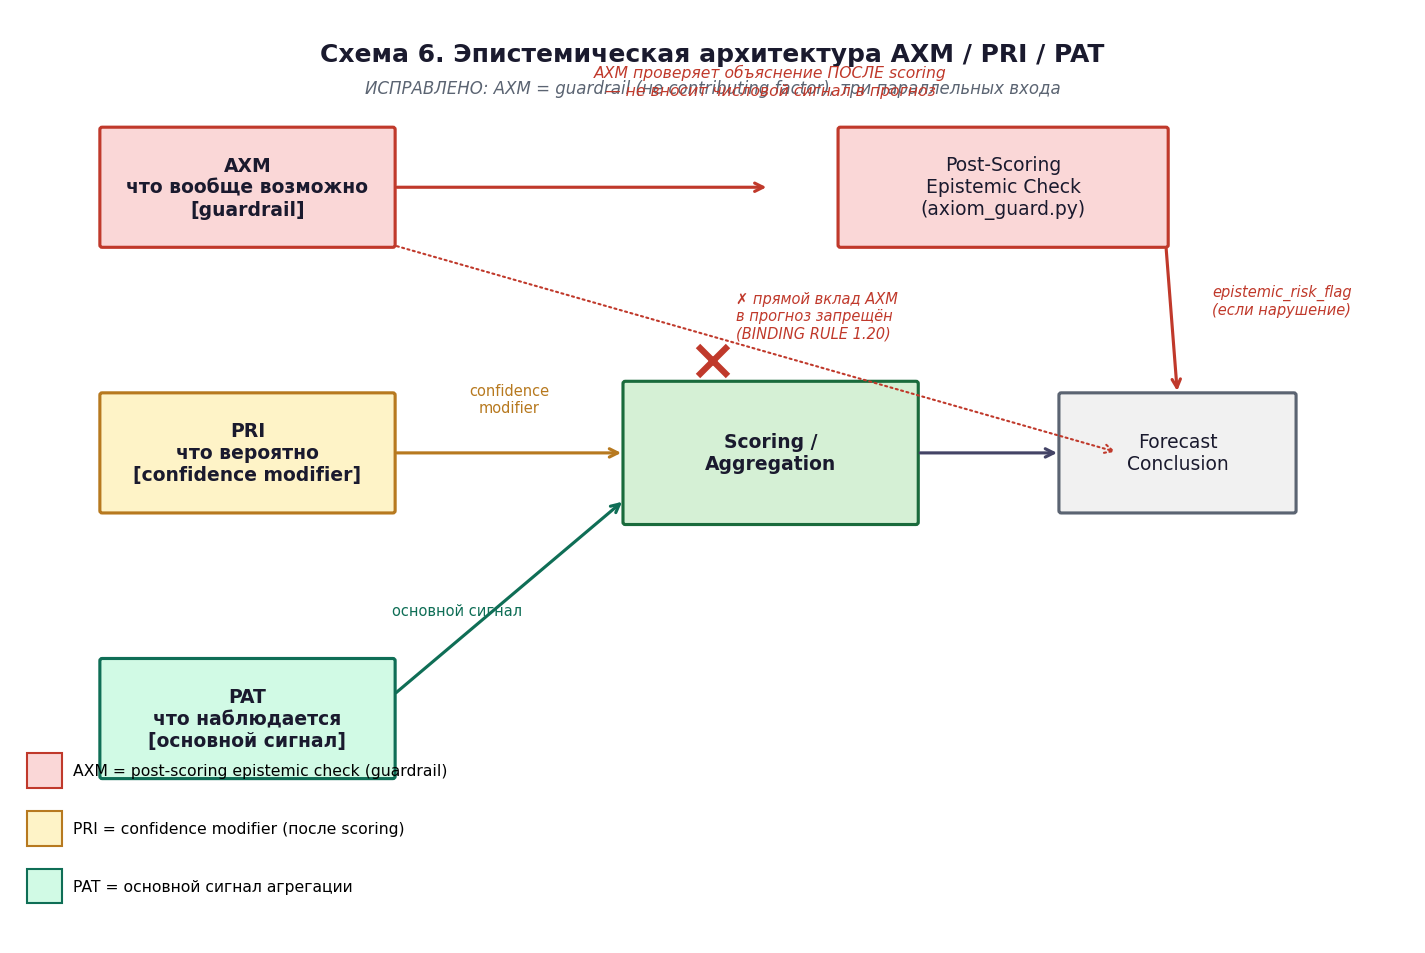 Схема 6. Эпистемическая архитектура AXM / PRI / PAT
AXM проверяет объяснение ПОСЛЕ scoring
— не вносит числовой сигнал в прогноз
ИСПРАВЛЕНО: AXM = guardrail (не contributing factor), три параллельных входа
AXM
что вообще возможно
[guardrail]
Post-Scoring
Epistemic Check
(axiom_guard.py)
✗ прямой вклад AXM
в прогноз запрещён
(BINDING RULE 1.20)
epistemic_risk_flag
(если нарушение)
confidence
modifier
PRI
что вероятно
[confidence modifier]
Scoring /
Aggregation
Forecast
Conclusion
основной сигнал
PAT
что наблюдается
[основной сигнал]
AXM = post-scoring epistemic check (guardrail)
PRI = confidence modifier (после scoring)
PAT = основной сигнал агрегации